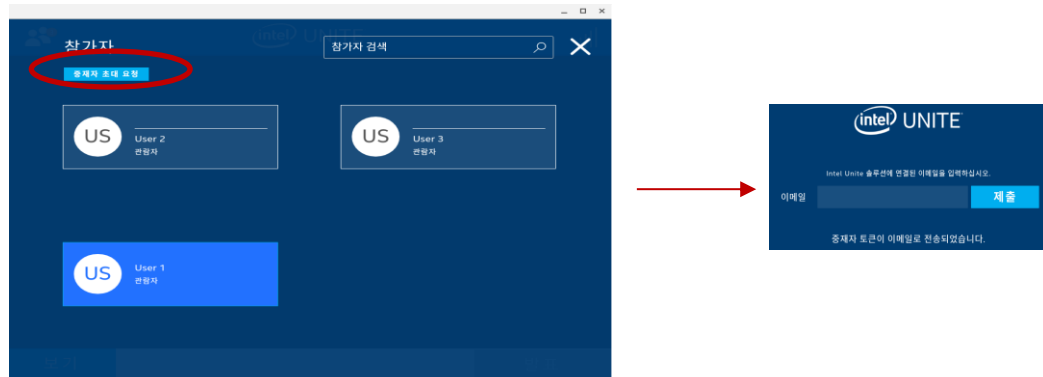 참가자
참가자 검색
중재자 초대 요청
US
User 2
관람자
US
User 3
관람자
US
User 1
관람자
intel UNITE
Intel Unite 솔루션에 연결된 이메일을 입력하십시오.
이메일
제출
중재자 토큰이 이메일로 전송되었습니다.